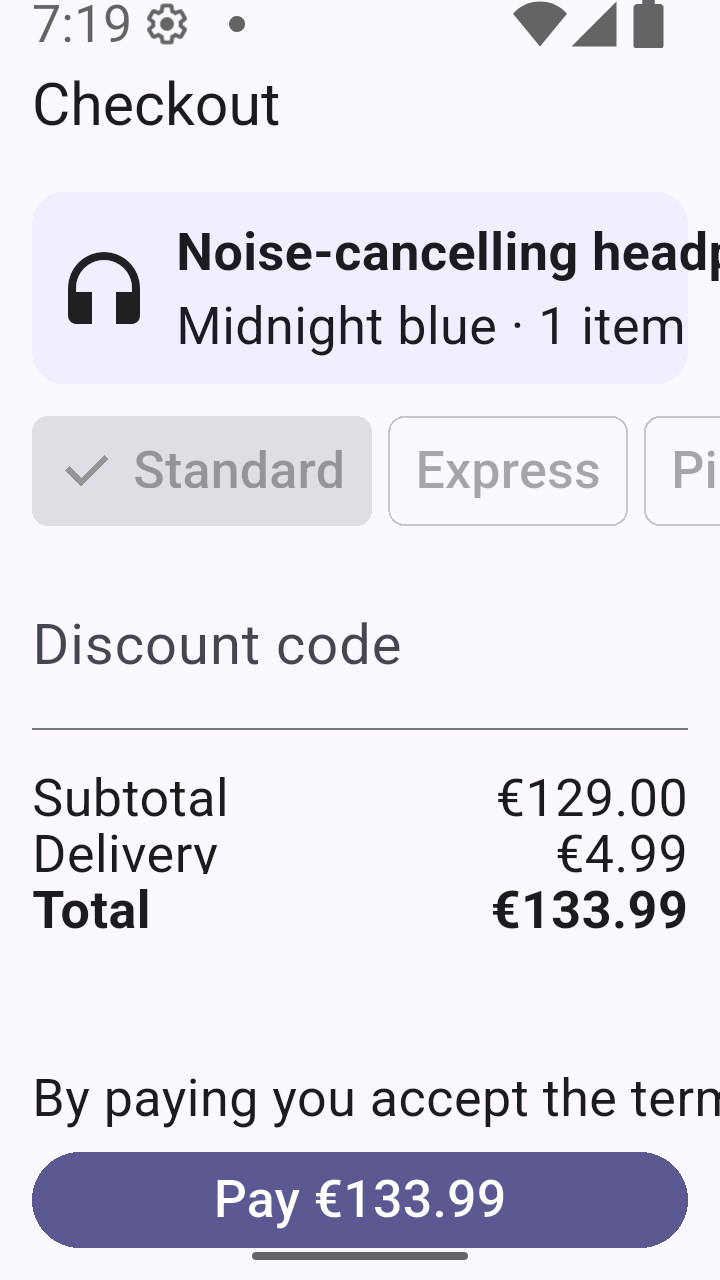 7:19
Checkout
Noise-cancelling head
Midnight blue · 1 item
Standard
Express
Pi
Discount code
Subtotal €129.00
Delivery €4.99
Total €133.99
By paying you accept the term
Pay €133.99